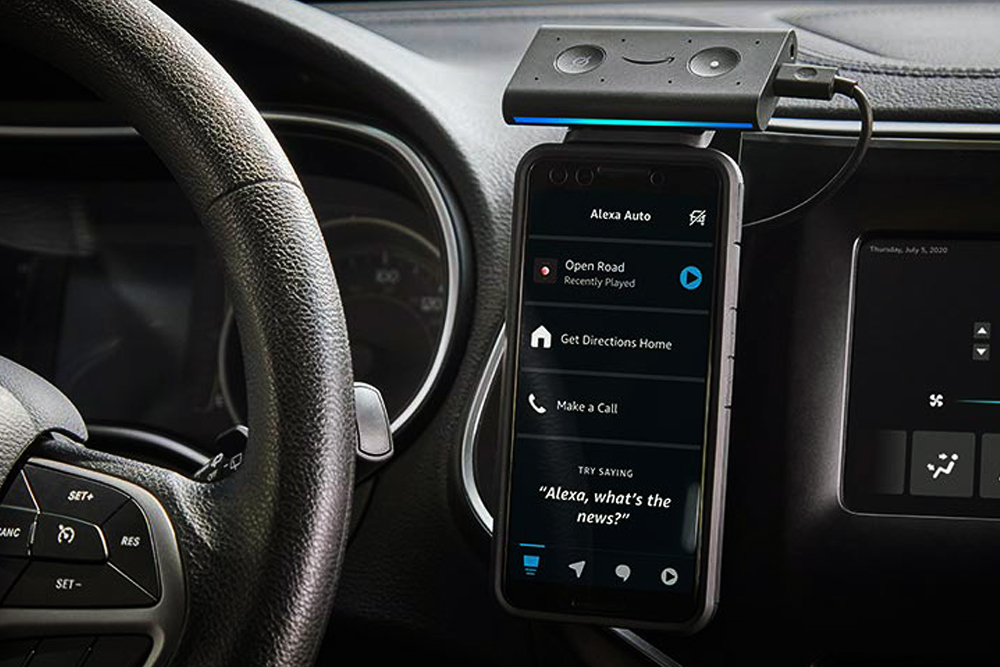 Alexa Auto
Open Road
Recently Played
Get Directions Home
Make a Call
TRY SAYING
“Alexa, what’s the
news?”
Thursday, July 5, 2020
SET+
RES
SET−